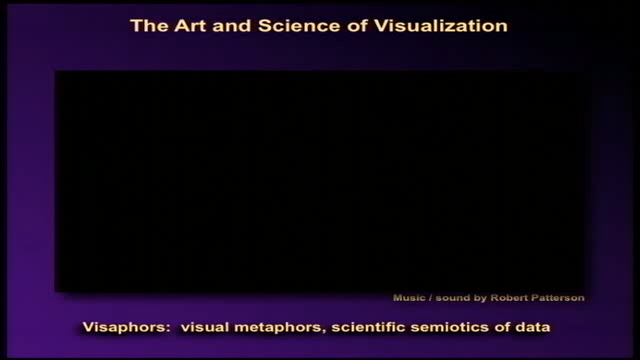 The Art and Science of Visualization
Music / sound by Robert Patterson
Visaphors: visual metaphors, scientific semiotics of data